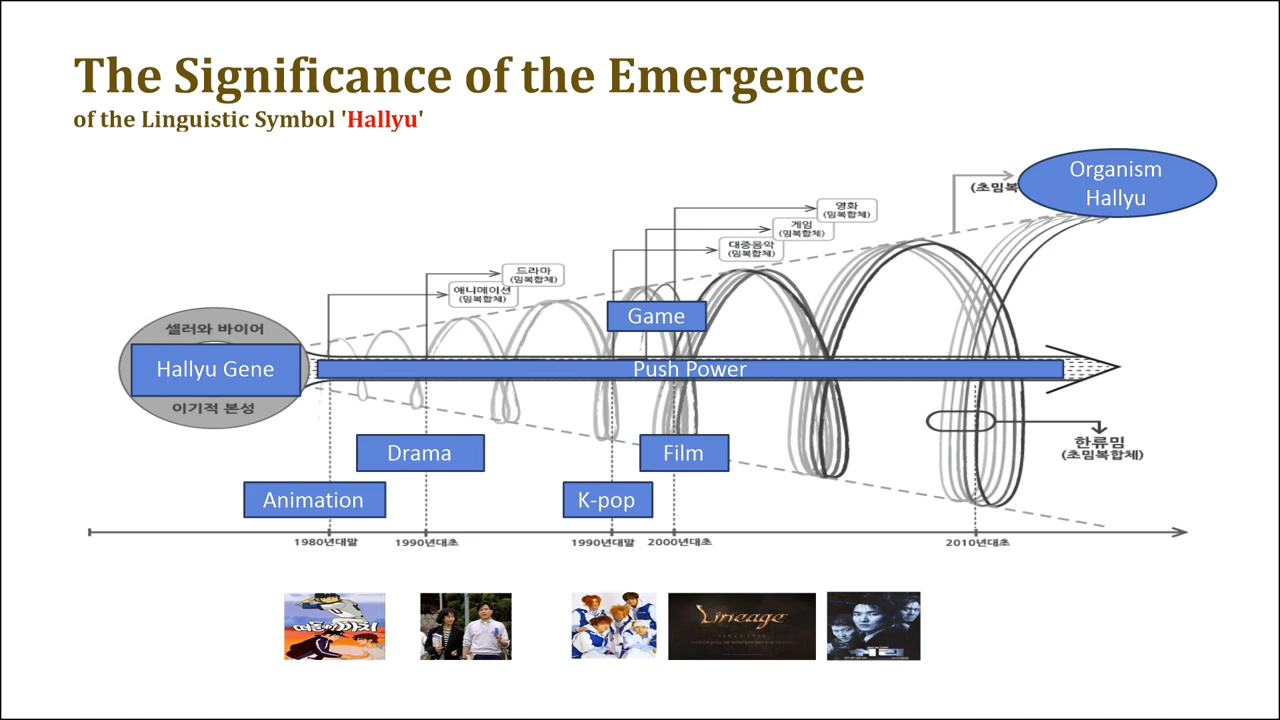 The Significance of the Emergence
of the Linguistic Symbol 'Hallyu'
Organism
Hallyu
(초밀복
영화
(밈복합체)
게임
(밈복합체)
대중음악
(밈복합체)
드라마
(밈복합체)
애니메이션
(밈복합체)
Game
셀러와 바이어
Hallyu Gene
이기적 본성
Push Power
한류밈
(초밈복합체)
Drama
Film
Animation
K-pop
1980년대말
1990년대초
1990년대말
2000년대초
2010년대초
Lineage